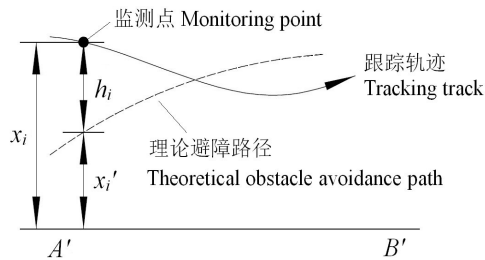 监测点 Monitoring point
跟踪轨迹
Tracking track
hᵢ
xᵢ
理论避障路径
xᵢ′
Theoretical obstacle avoidance path
A′
B′